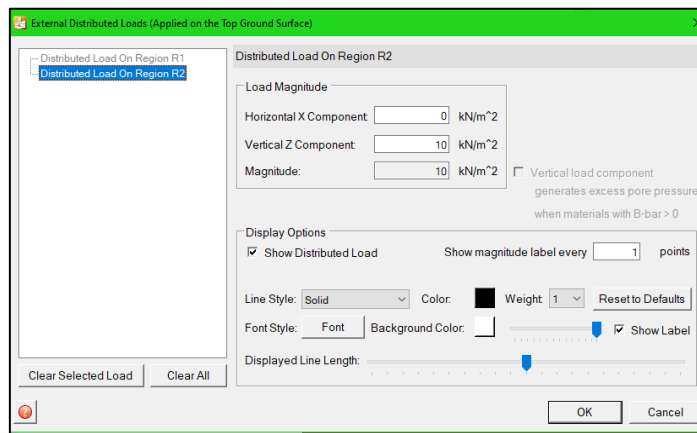 External Distributed Loads (Applied on the Top Ground Surface)
Distributed Load On Region R1
Distributed Load On Region R2
Distributed Load On Region R2
Load Magnitude
Horizontal X Component: 0 kN/m^2
Vertical Z Component: 10 kN/m^2
Magnitude: 10 kN/m^2
Vertical load component
generates excess pore pressure
when materials with B-bar > 0
Display Options
Show Distributed Load Show magnitude label every 1 points
Line Style: Solid Color: Weight: 1 Reset to Defaults
Font Style: Font Background Color: Show Label
Displayed Line Length:
Clear Selected Load Clear All
OK Cancel